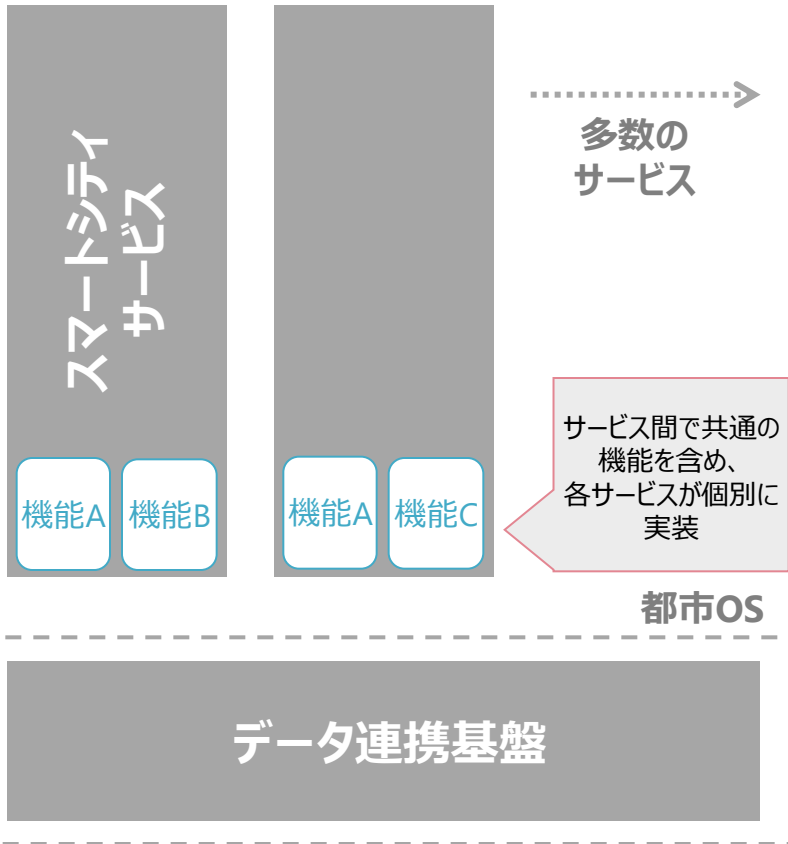 スマートシティ
サービス
機能A
機能B
機能A
機能C
多数の
サービス
サービス間で共通の
機能を含め、
各サービスが個別に
実装
都市OS
データ連携基盤